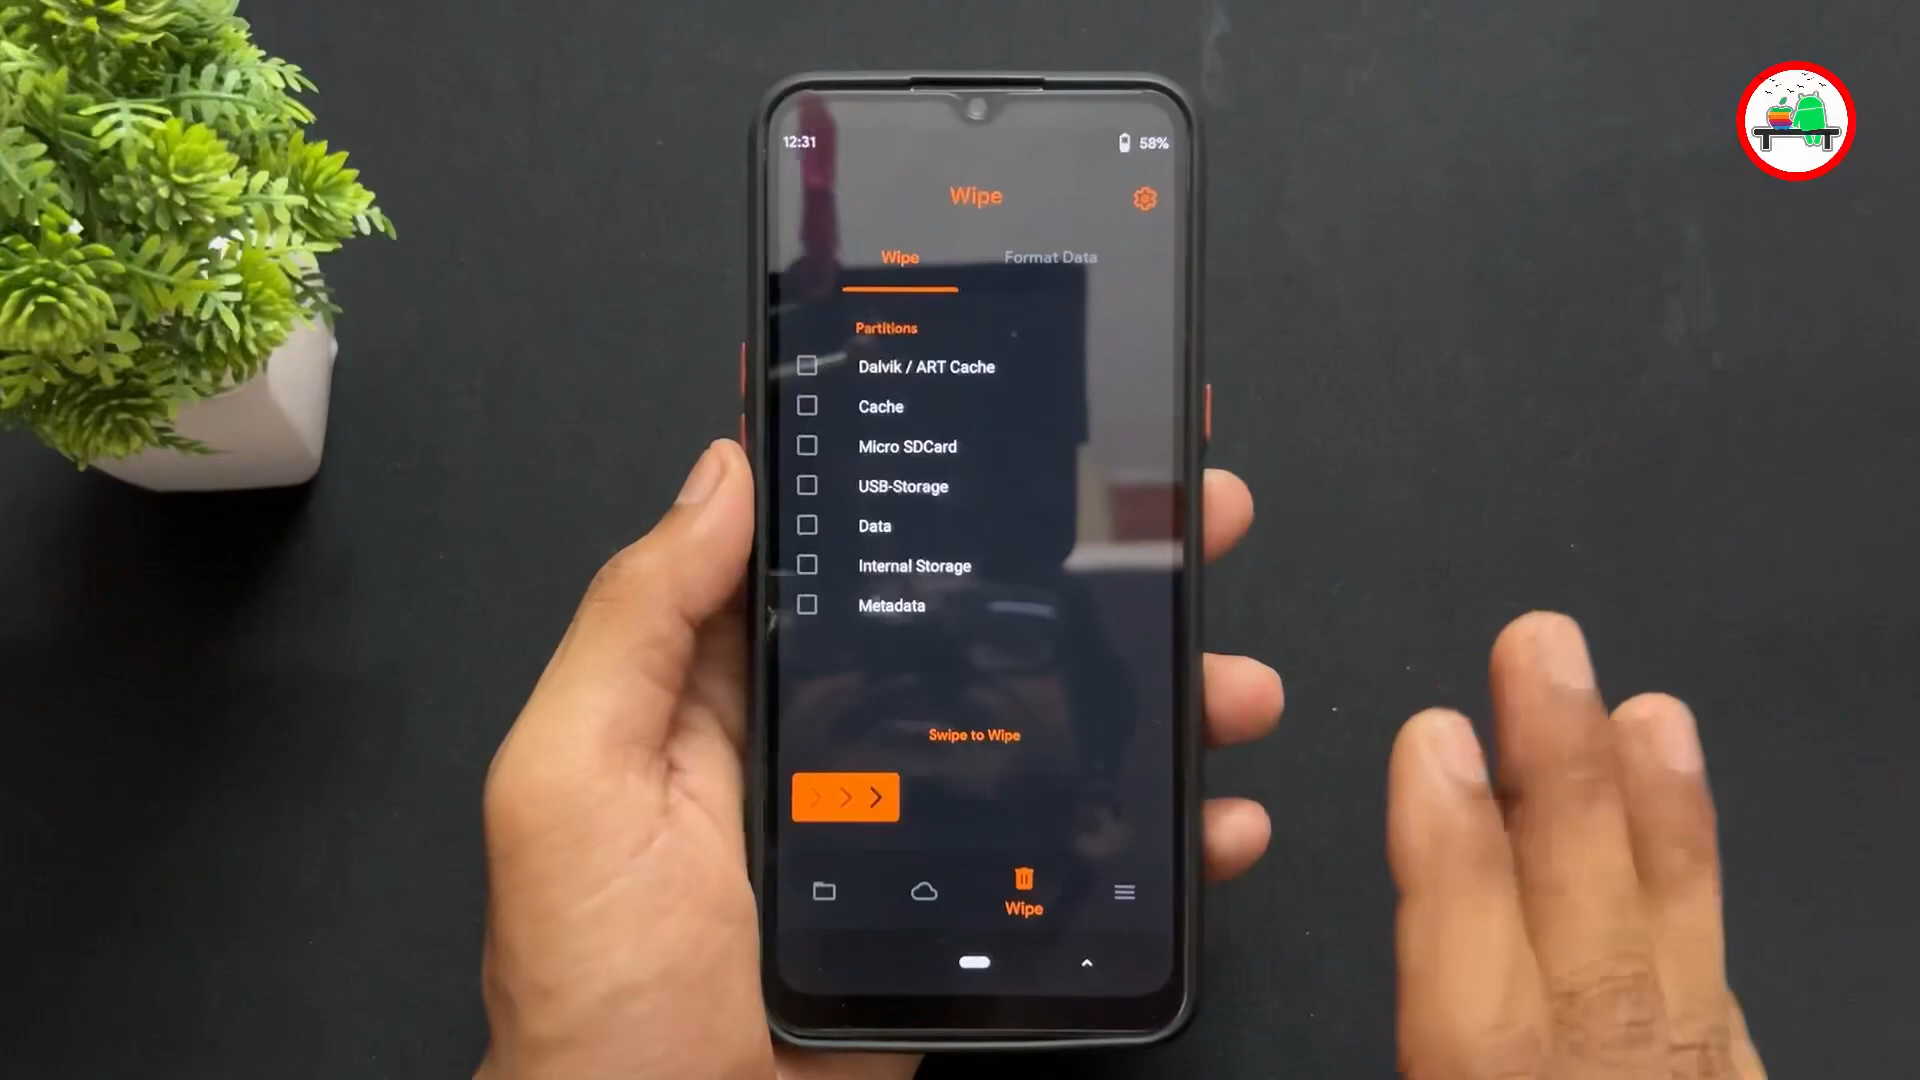 12:31
58%
Wipe
Wipe
Format Data
Partitions
Dalvik / ART Cache
Cache
Micro SDCard
USB-Storage
Data
Internal Storage
Metadata
Swipe to Wipe
Wipe